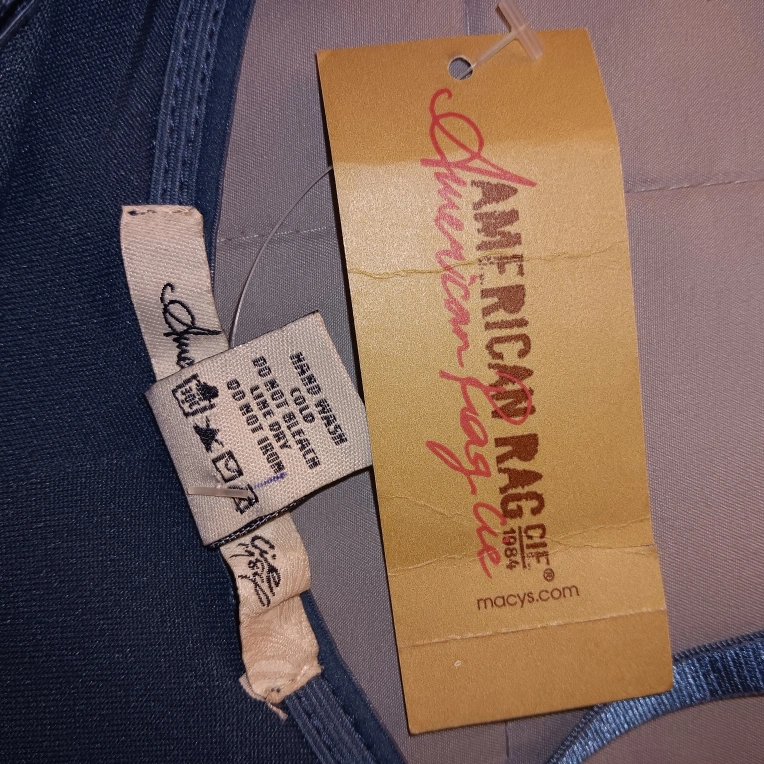 American Rag Cie
AMERICAN RAG CIE®
1984
macys.com
HAND WASH
COLD
DO NOT BLEACH
LINE DRY
DO NOT IRON
Cie